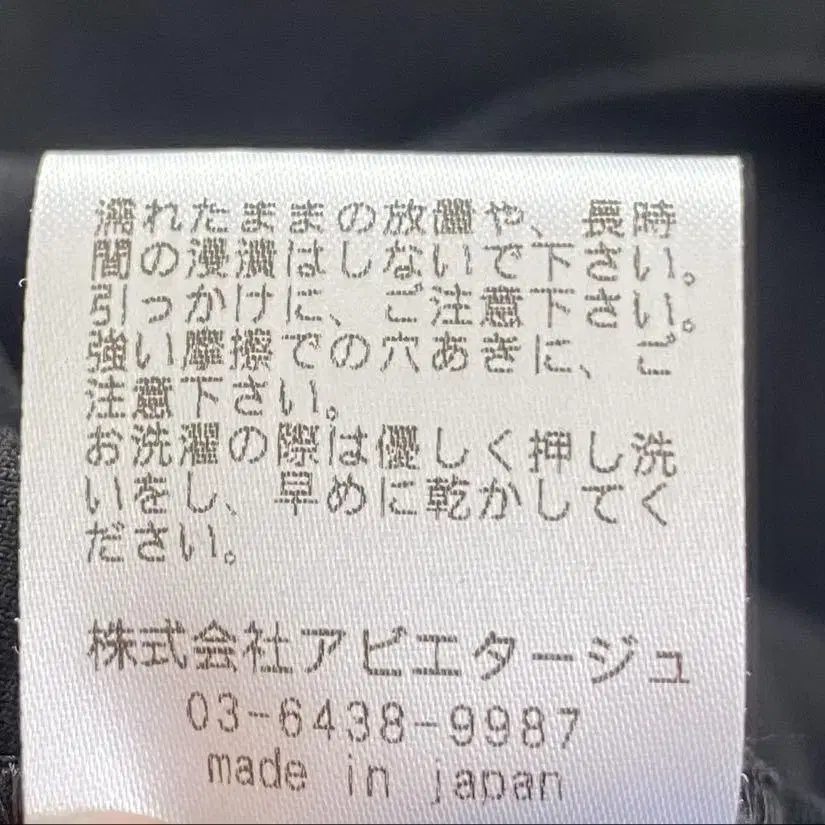 濡れたままの放置や、長時
間の浸漬はしないで下さい。
引っかけに、ご注意下さい。
強い摩擦での穴あきに、ご
注意下さい。
お洗濯の際は優しく押し洗
いをし、早めに乾かしてく
ださい。
株式会社アビエタージュ
03-6438-9987
made in japan